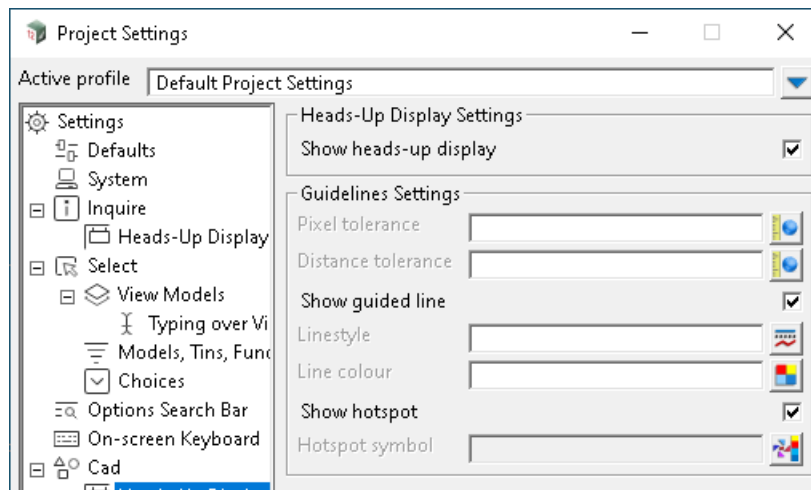 Project Settings
Active profile Default Project Settings
Settings
Defaults
System
Inquire
Heads-Up Display
Select
View Models
Typing over Vi
Models, Tins, Func
Choices
Options Search Bar
On-screen Keyboard
Cad
Heads-Up Display Settings
Show heads-up display
Guidelines Settings
Pixel tolerance
Distance tolerance
Show guided line
Linestyle
Line colour
Show hotspot
Hotspot symbol